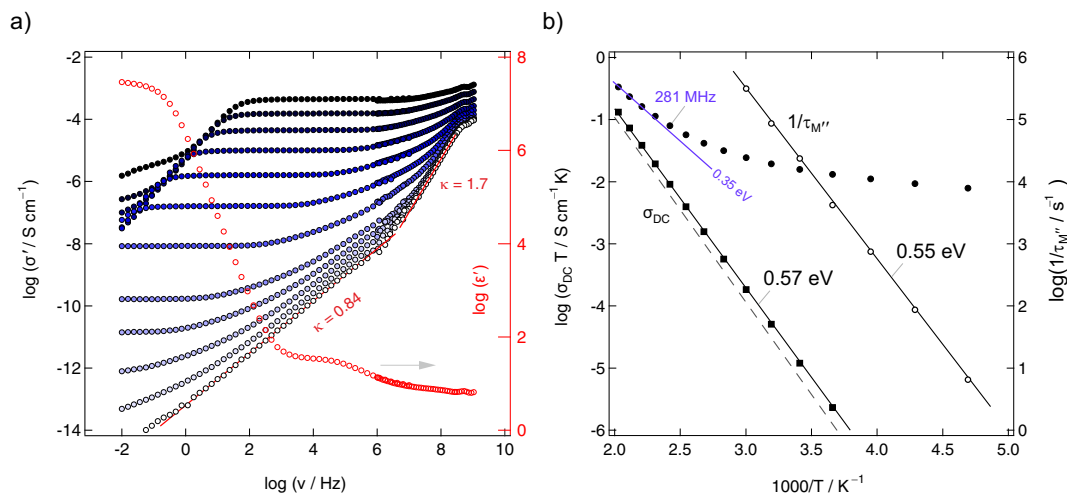 a)
b)
-2
-4
-6
-8
-10
-12
-14
log (σ' / S cm⁻¹)
-2
0
2
4
6
8
10
log (ν / Hz)
8
6
4
2
0
log (ε')
κ = 1.7
κ = 0.84
0
-1
-2
-3
-4
-5
-6
log (σDC T / S cm⁻¹ K)
2.0
2.5
3.0
3.5
4.0
4.5
5.0
1000/T / K⁻¹
6
5
4
3
2
1
0
log(1/τM'' / s⁻¹)
281 MHz
1/τM''
0.35 eV
σDC
0.57 eV
0.55 eV